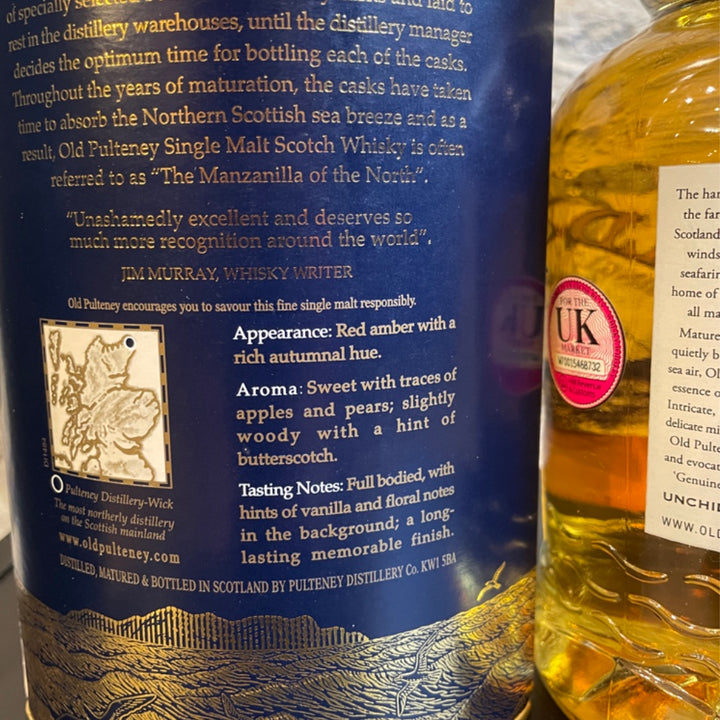 of specially selected
and laid to
rest in the distillery warehouses, until the distillery manager
decides the optimum time for bottling each of the casks.
Throughout the years of maturation, the casks have taken
time to absorb the Northern Scottish sea breeze and as a
result, Old Pulteney Single Malt Scotch Whisky is often
referred to as “The Manzanilla of the North”.
“Unashamedly excellent and deserves so
much more recognition around the world”.
JIM MURRAY, WHISKY WRITER
Old Pulteney encourages you to savour this fine single malt responsibly.
Appearance: Red amber with a
rich autumnal hue.
Aroma: Sweet with traces of
apples and pears; slightly
woody with a hint of
butterscotch.
Tasting Notes: Full bodied, with
hints of vanilla and floral notes
in the background; a long-
lasting memorable finish.
Pulteney Distillery-Wick
The most northerly distillery
on the Scottish mainland
www.oldpulteney.com
DISTILLED, MATURED & BOTTLED IN SCOTLAND BY PULTENEY DISTILLERY Co. KW1 5BA
FOR THE
UK
MARKET
The har
the far
Scotland
winds
seafarin
home of
all ma
Mature
quietly b
sea air, Ol
essence o
Intricate,
delicate mi
Old Pulte
and evocat
‘Genuine
UNCHIL
WWW.OLD